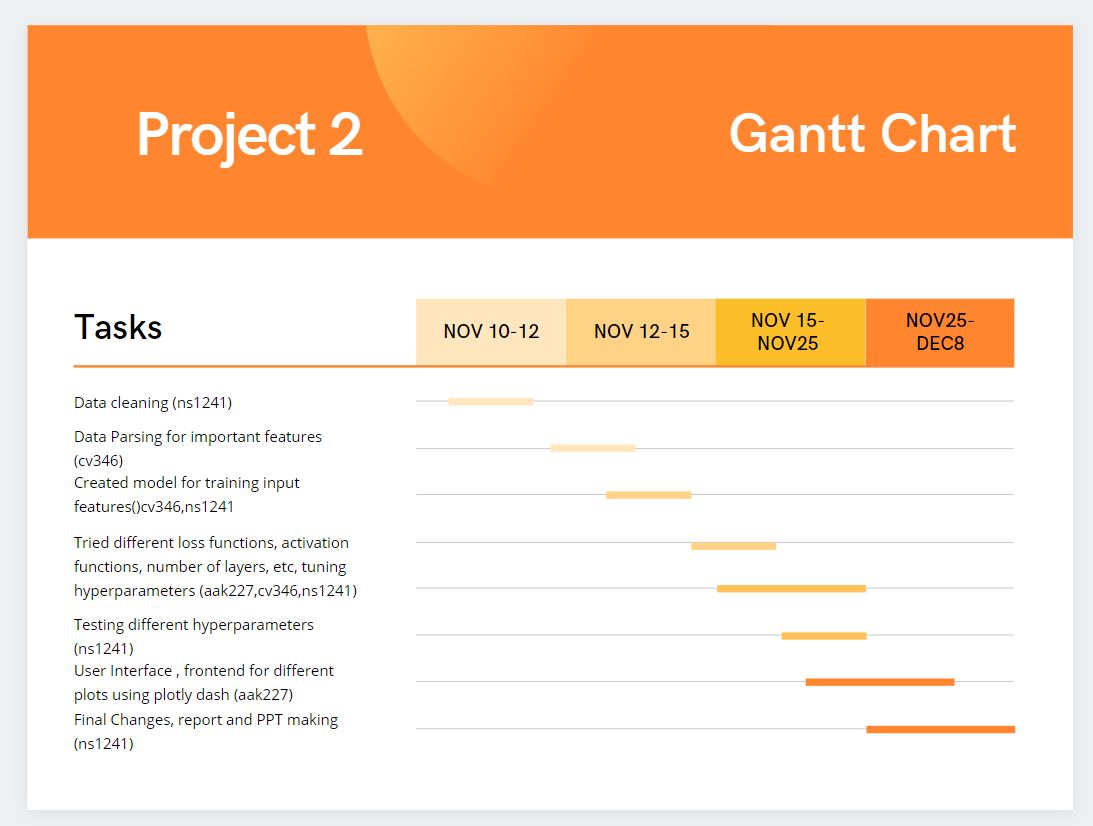 Project 2
Gantt Chart
Tasks
NOV 10-12
NOV 12-15
NOV 15-
NOV25
NOV25-
DEC8
Data cleaning (ns1241)
Data Parsing for important features
(cv346)
Created model for training input
features()cv346,ns1241
Tried different loss functions, activation
functions, number of layers, etc, tuning
hyperparameters (aak227,cv346,ns1241)
Testing different hyperparameters
(ns1241)
User Interface , frontend for different
plots using plotly dash (aak227)
Final Changes, report and PPT making
(ns1241)